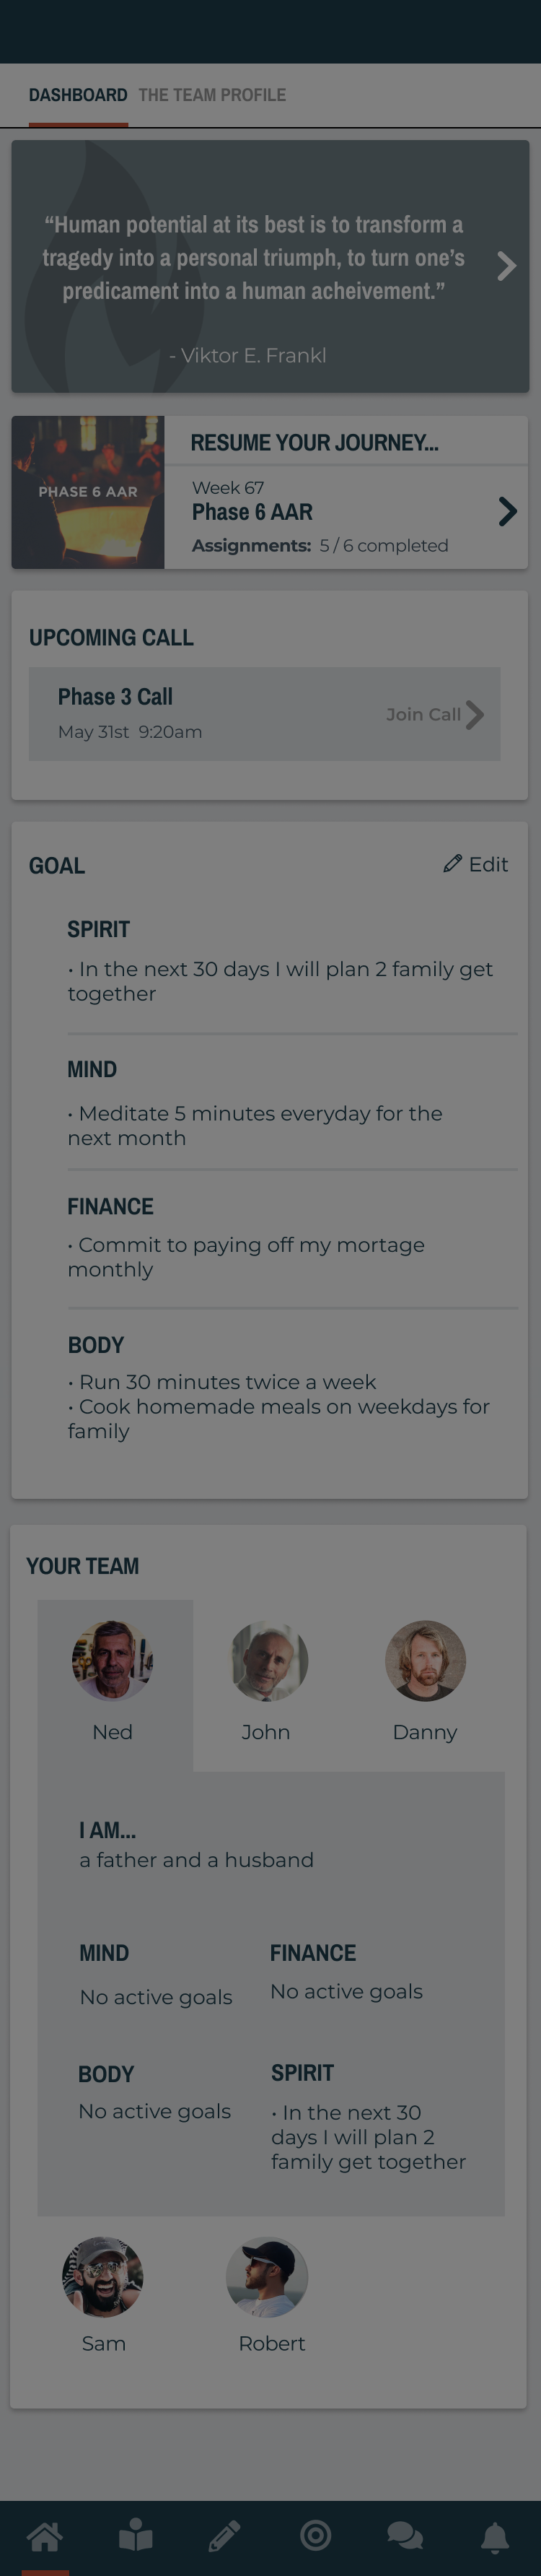 DASHBOARD THE TEAM PROFILE
“Human potential at its best is to transform a
tragedy into a personal triumph, to turn one’s
predicament into a human acheivement.”
- Viktor E. Frankl
PHASE 6 AAR
RESUME YOUR JOURNEY...
Week 67
Phase 6 AAR
Assignments: 5 / 6 completed
UPCOMING CALL
Phase 3 Call
May 31st 9:20am
Join Call
GOAL
Edit
SPIRIT
• In the next 30 days I will plan 2 family get
together
MIND
• Meditate 5 minutes everyday for the
next month
FINANCE
• Commit to paying off my mortage
monthly
BODY
• Run 30 minutes twice a week
• Cook homemade meals on weekdays for
family
YOUR TEAM
Ned John Danny
I AM...
a father and a husband
MIND
No active goals
FINANCE
No active goals
BODY
No active goals
SPIRIT
• In the next 30
days I will plan 2
family get together
Sam Robert